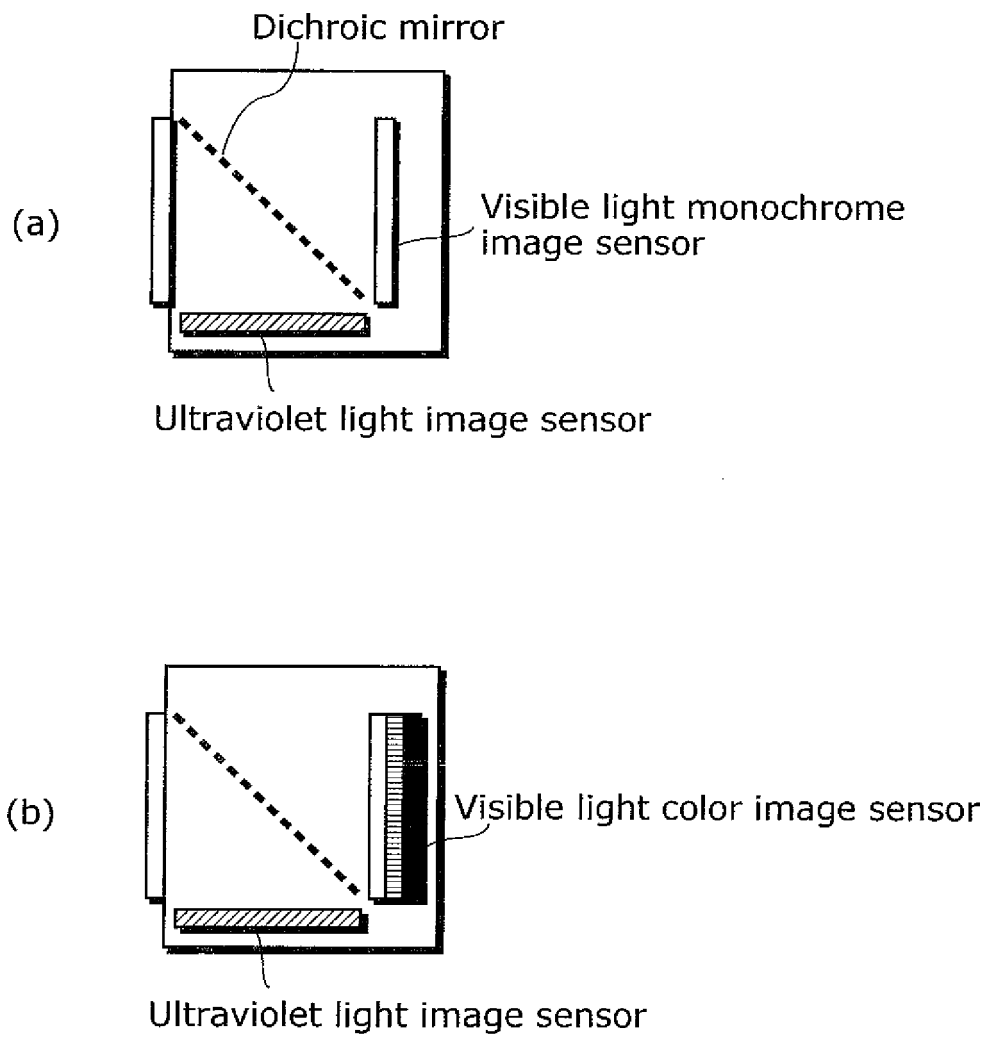 Dichroic mirror
(a)
Visible light monochrome
image sensor
Ultraviolet light image sensor
(b)
Visible light color image sensor
Ultraviolet light image sensor